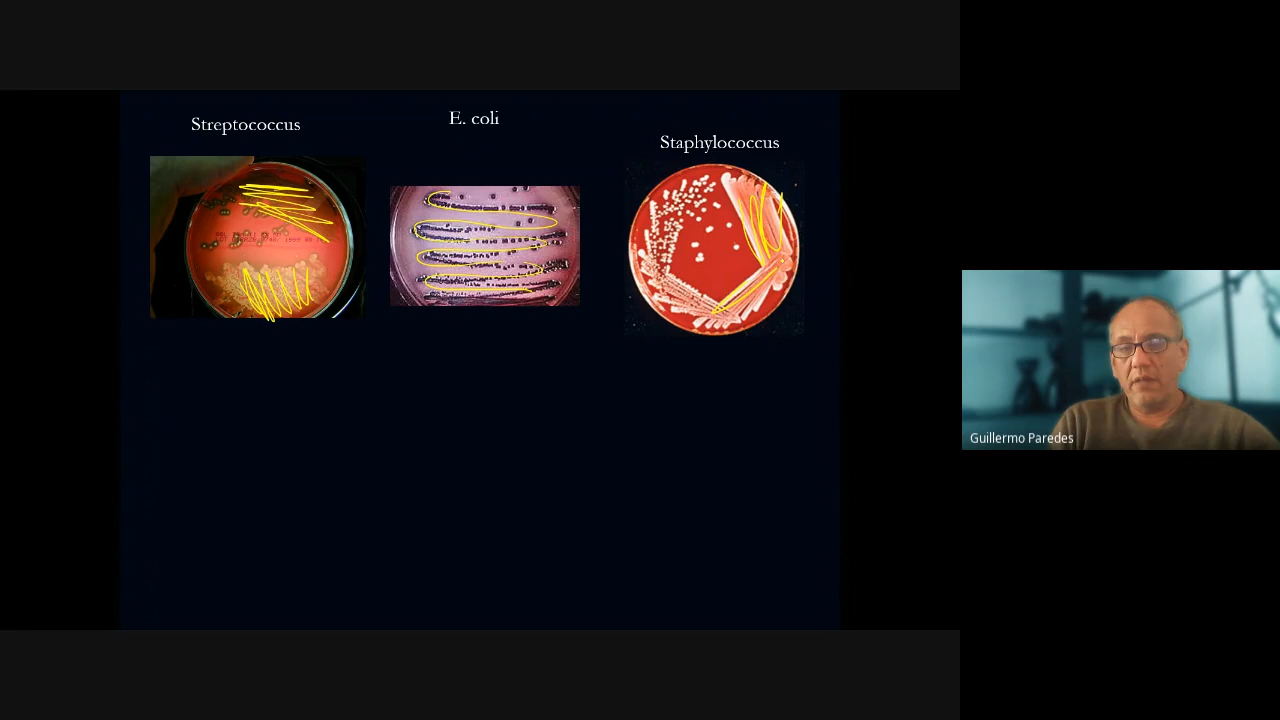 Streptococcus
E. coli
Staphylococcus
Guillermo Paredes